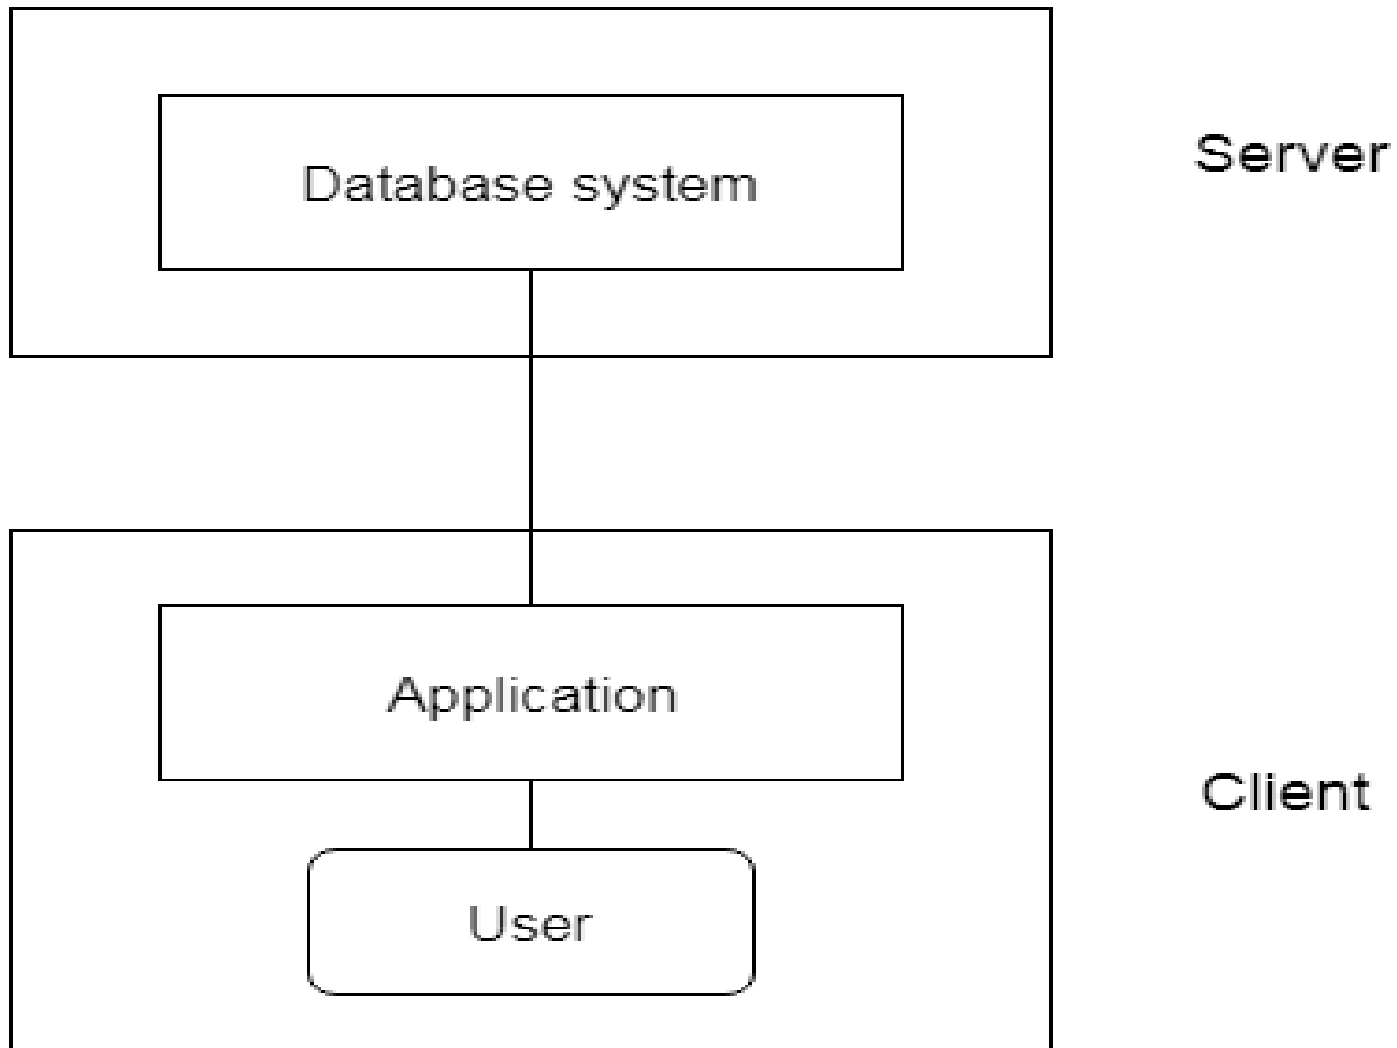 Database system
Server
Application
Client
User